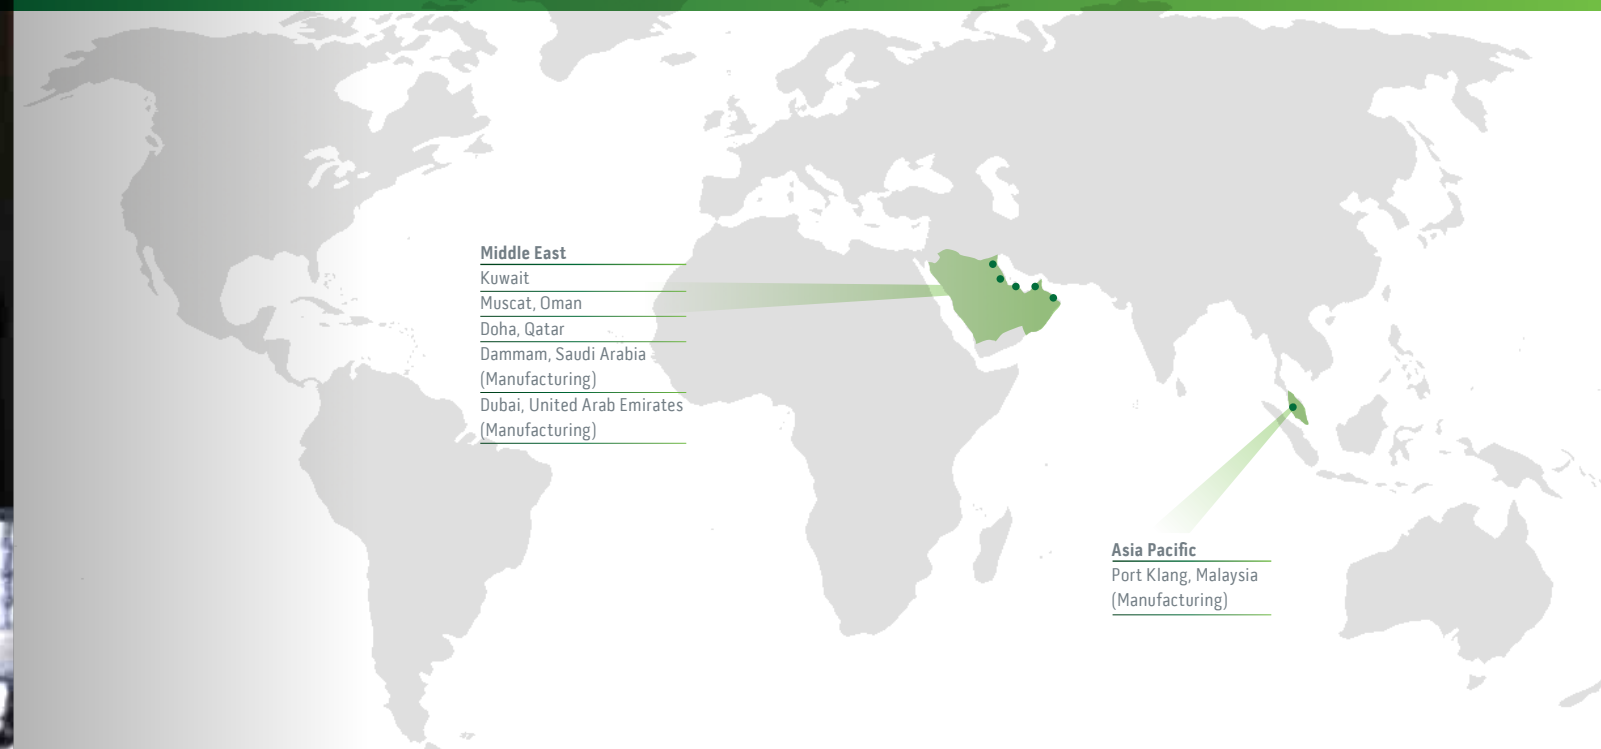 Middle East
Kuwait
Muscat, Oman
Doha, Qatar
Dammam, Saudi Arabia
(Manufacturing)
Dubai, United Arab Emirates
(Manufacturing)
Asia Pacific
Port Klang, Malaysia
(Manufacturing)